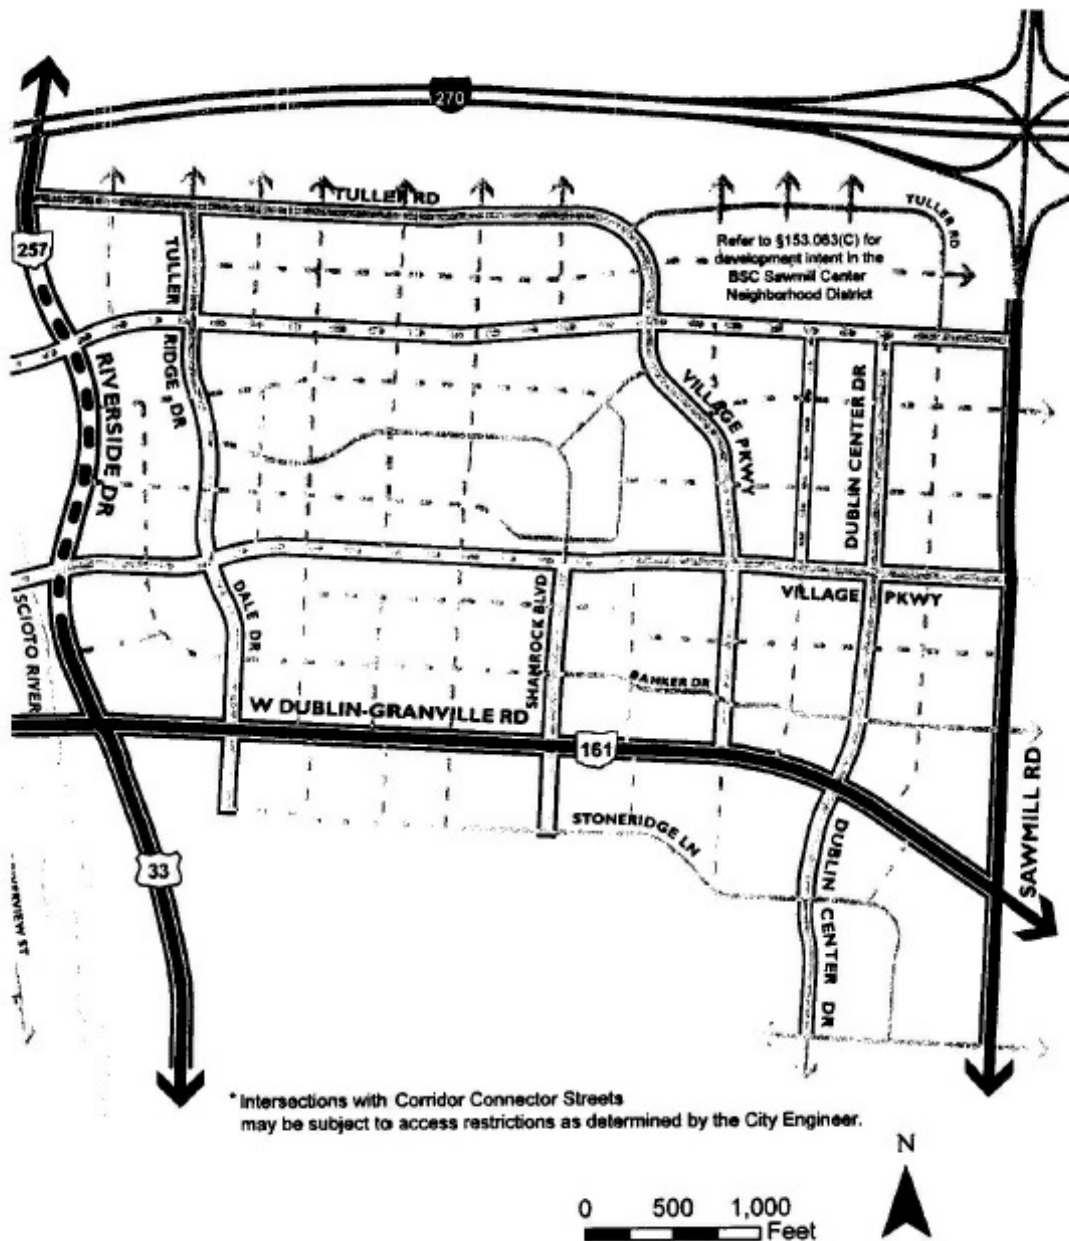 270
TULLER RD
TULLER RD
257
Refer to §153.063(C) for
development intent in the
BSC Sawmill Center
Neighborhood District
TULLER RIDGE DR
RIVERSIDE DR
VILLAGE PKWY
DUBLIN CENTER DR
SCIOTO RIVER
DALE DR
SHAMROCK BLVD
VILLAGE PKWY
BANKER DR
W DUBLIN-GRANVILLE RD
161
SAWMILL RD
STONERIDGE LN
33
DUBLIN CENTER DR
RIVERVIEW ST
* Intersections with Corridor Connector Streets
may be subject to access restrictions as determined by the City Engineer.
N
0 500 1,000
Feet